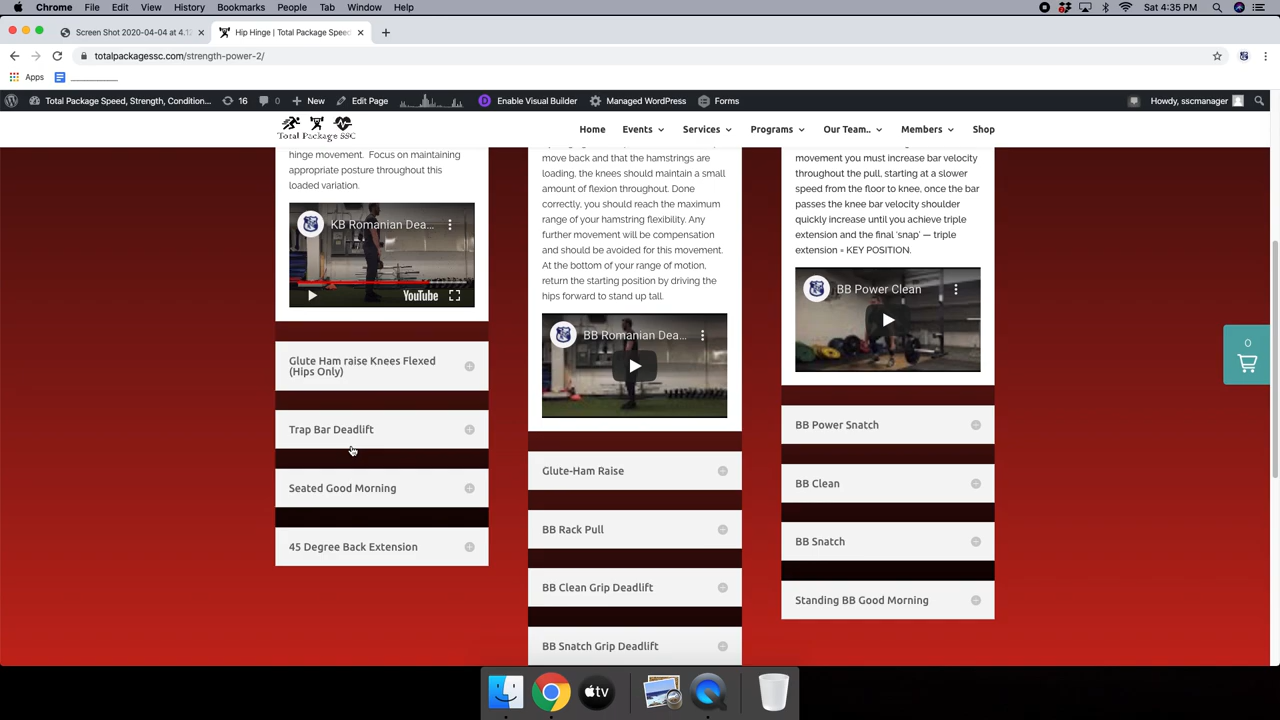 Chrome File Edit View History Bookmarks People Tab Window Help Sat 4:35 PM
Screen Shot 2020-04-04 at 4.12 Hip Hinge | Total Package Speed
totalpackagessc.com/strength-power-2/
Apps
Total Package Speed, Strength, Condition... 16 0 New Edit Page Enable Visual Builder Managed WordPress Forms Howdy, sscmanager
Total Package SSC
Home Events Services Programs Our Team.. Members Shop
hinge movement. Focus on maintaining
appropriate posture throughout this
loaded variation.
KB Romanian Dea...
YouTube
Glute Ham raise Knees Flexed
(Hips Only)
Trap Bar Deadlift
Seated Good Morning
45 Degree Back Extension
move back and that the hamstrings are
loading, the knees should maintain a small
amount of flexion throughout. Done
correctly, you should reach the maximum
range of your hamstring flexibility. Any
further movement will be compensation
and should be avoided for this movement.
At the bottom of your range of motion,
return the starting position by driving the
hips forward to stand up tall.
BB Romanian Dea...
Glute-Ham Raise
BB Rack Pull
BB Clean Grip Deadlift
BB Snatch Grip Deadlift
movement you must increase bar velocity
throughout the pull, starting at a slower
speed from the floor to knee, once the bar
passes the knee bar velocity shoulder
quickly increase until you achieve triple
extension and the final ‘snap’ — triple
extension = KEY POSITION.
BB Power Clean
BB Power Snatch
BB Clean
BB Snatch
Standing BB Good Morning
0
tv